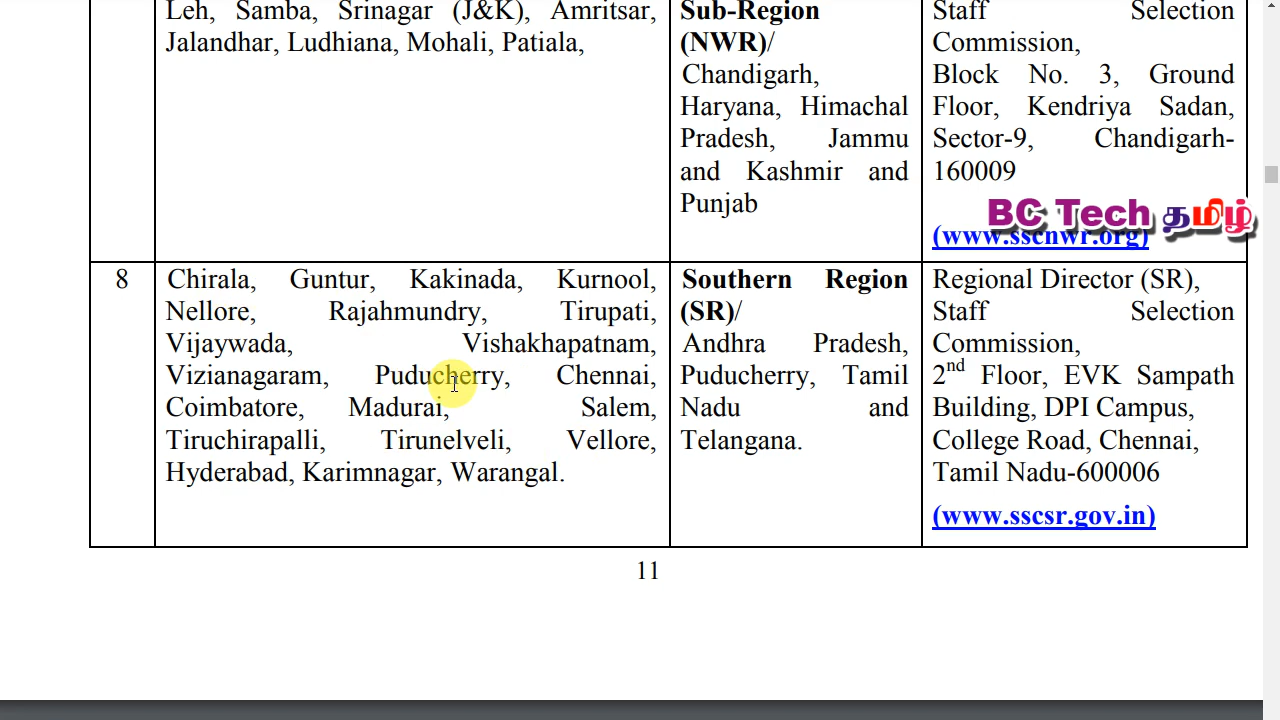 Leh, Samba, Srinagar (J&K), Amritsar,
Jalandhar, Ludhiana, Mohali, Patiala,
Sub-Region
(NWR)/
Chandigarh,
Haryana, Himachal
Pradesh, Jammu
and Kashmir and
Punjab
Staff Selection
Commission,
Block No. 3, Ground
Floor, Kendriya Sadan,
Sector-9, Chandigarh-
160009
BC Tech தமிழ்
(www.sscnwr.org)
8
Chirala, Guntur, Kakinada, Kurnool,
Nellore, Rajahmundry, Tirupati,
Vijaywada, Vishakhapatnam,
Vizianagaram, Puducherry, Chennai,
Coimbatore, Madurai, Salem,
Tiruchirapalli, Tirunelveli, Vellore,
Hyderabad, Karimnagar, Warangal.
Southern Region
(SR)/
Andhra Pradesh,
Puducherry, Tamil
Nadu and
Telangana.
Regional Director (SR),
Staff Selection
Commission,
2nd Floor, EVK Sampath
Building, DPI Campus,
College Road, Chennai,
Tamil Nadu-600006
(www.sscsr.gov.in)
11